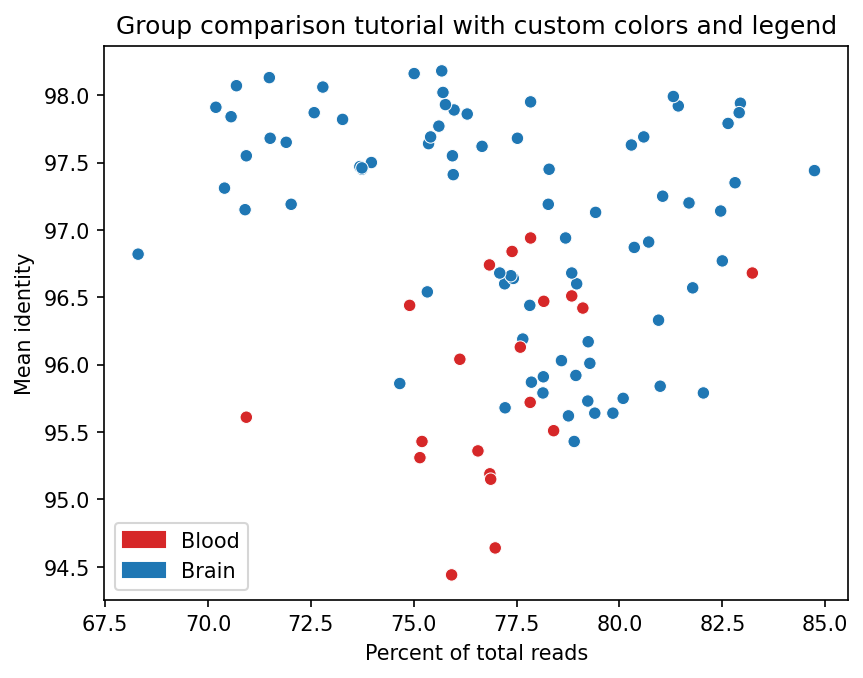 Group comparison tutorial with custom colors and legend
Mean identity
98.0
97.5
97.0
96.5
96.0
95.5
95.0
94.5
Blood
Brain
67.5 70.0 72.5 75.0 77.5 80.0 82.5 85.0
Percent of total reads